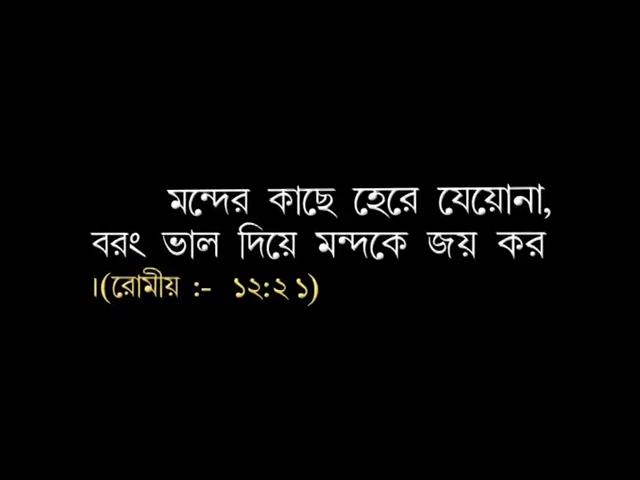 মন্দের কাছে হেরে যেয়োনা,
বরং ভাল দিয়ে মন্দকে জয় কর
।(রোমীয় :- ১২:২১)